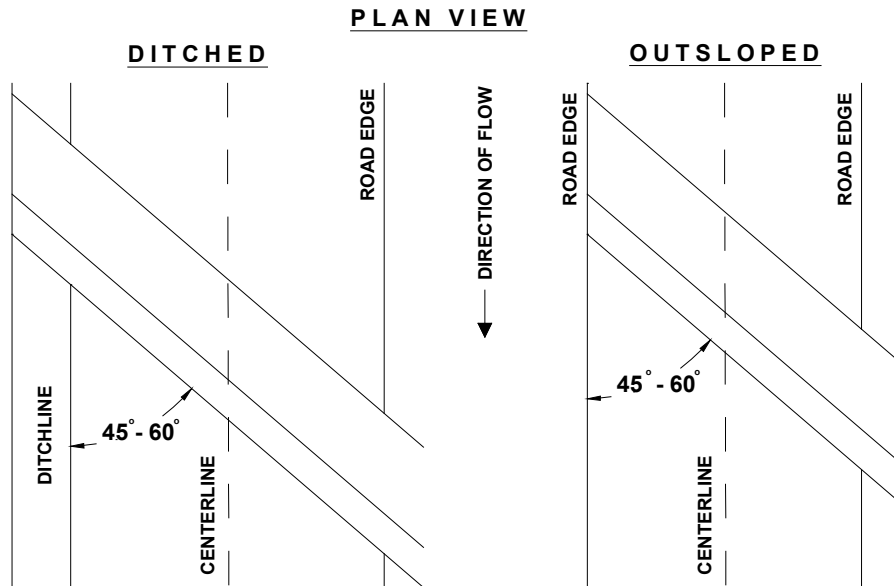 PLAN VIEW
DITCHED
OUTSLOPED
ROAD EDGE
DIRECTION OF FLOW
ROAD EDGE
ROAD EDGE
45° - 60°
45° - 60°
DITCHLINE
CENTERLINE
CENTERLINE